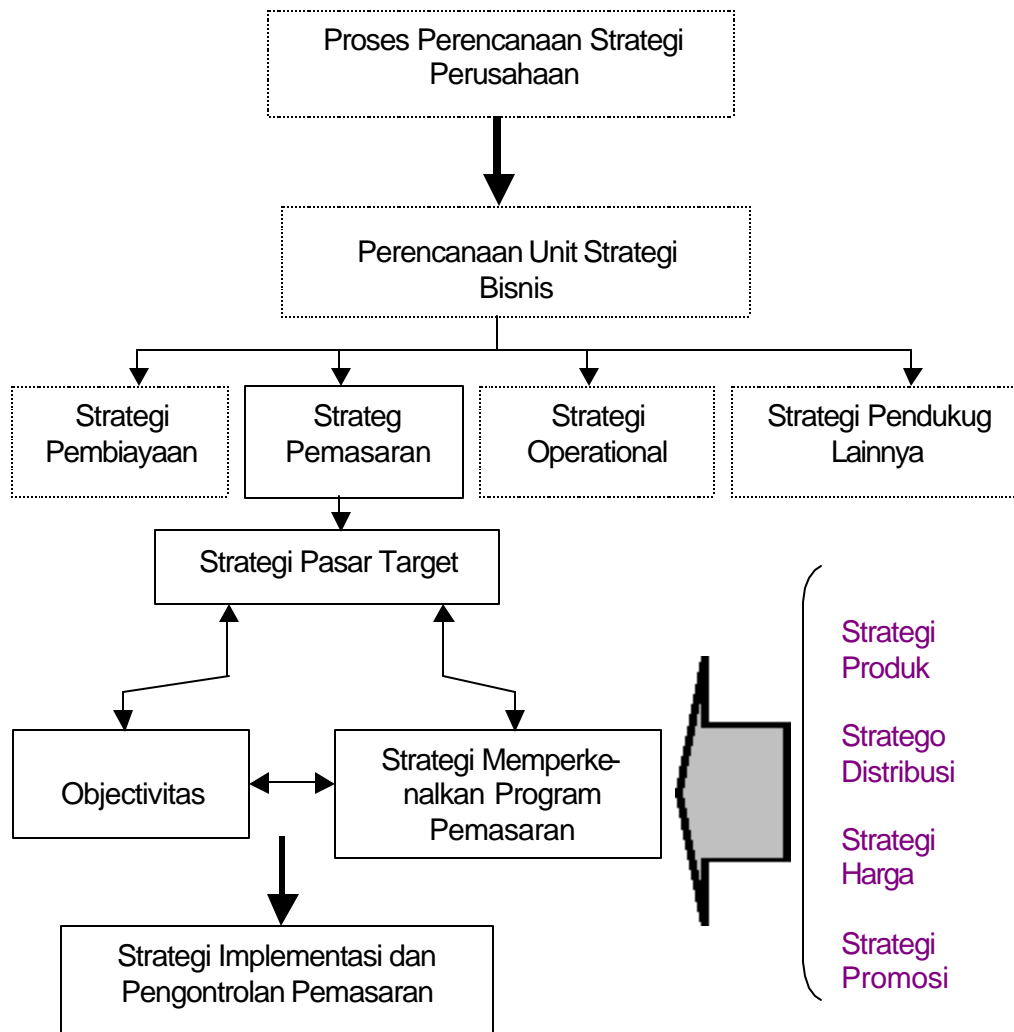 Proses Perencanaan Strategi
Perusahaan
Perencanaan Unit Strategi
Bisnis
Strategi
Pembiayaan
Strateg
Pemasaran
Strategi
Operational
Strategi Pendukug
Lainnya
Strategi Pasar Target
Objectivitas
Strategi Memperke-
nalkan Program
Pemasaran
Strategi
Produk
Stratego
Distribusi
Strategi
Harga
Strategi
Promosi
Strategi Implementasi dan
Pengontrolan Pemasaran